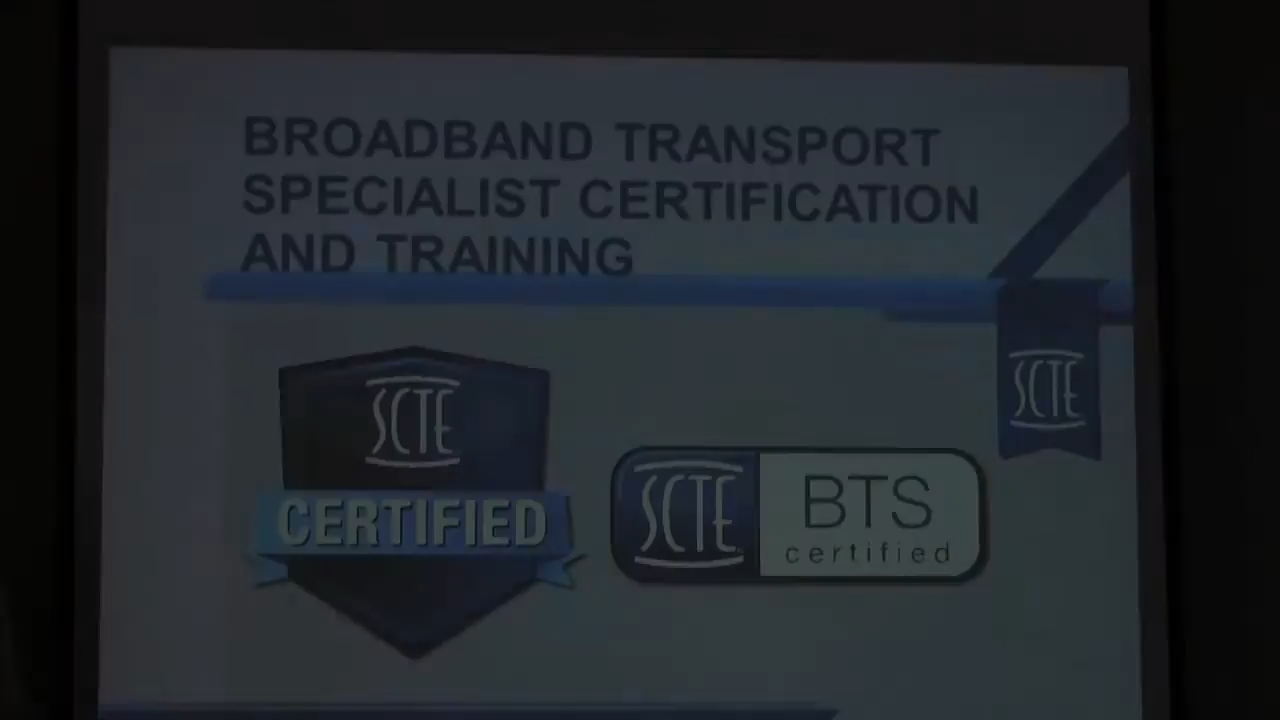 BROADBAND TRANSPORT
SPECIALIST CERTIFICATION
AND TRAINING
SCTE
SCTE
CERTIFIED
SCTE
BTS
certified